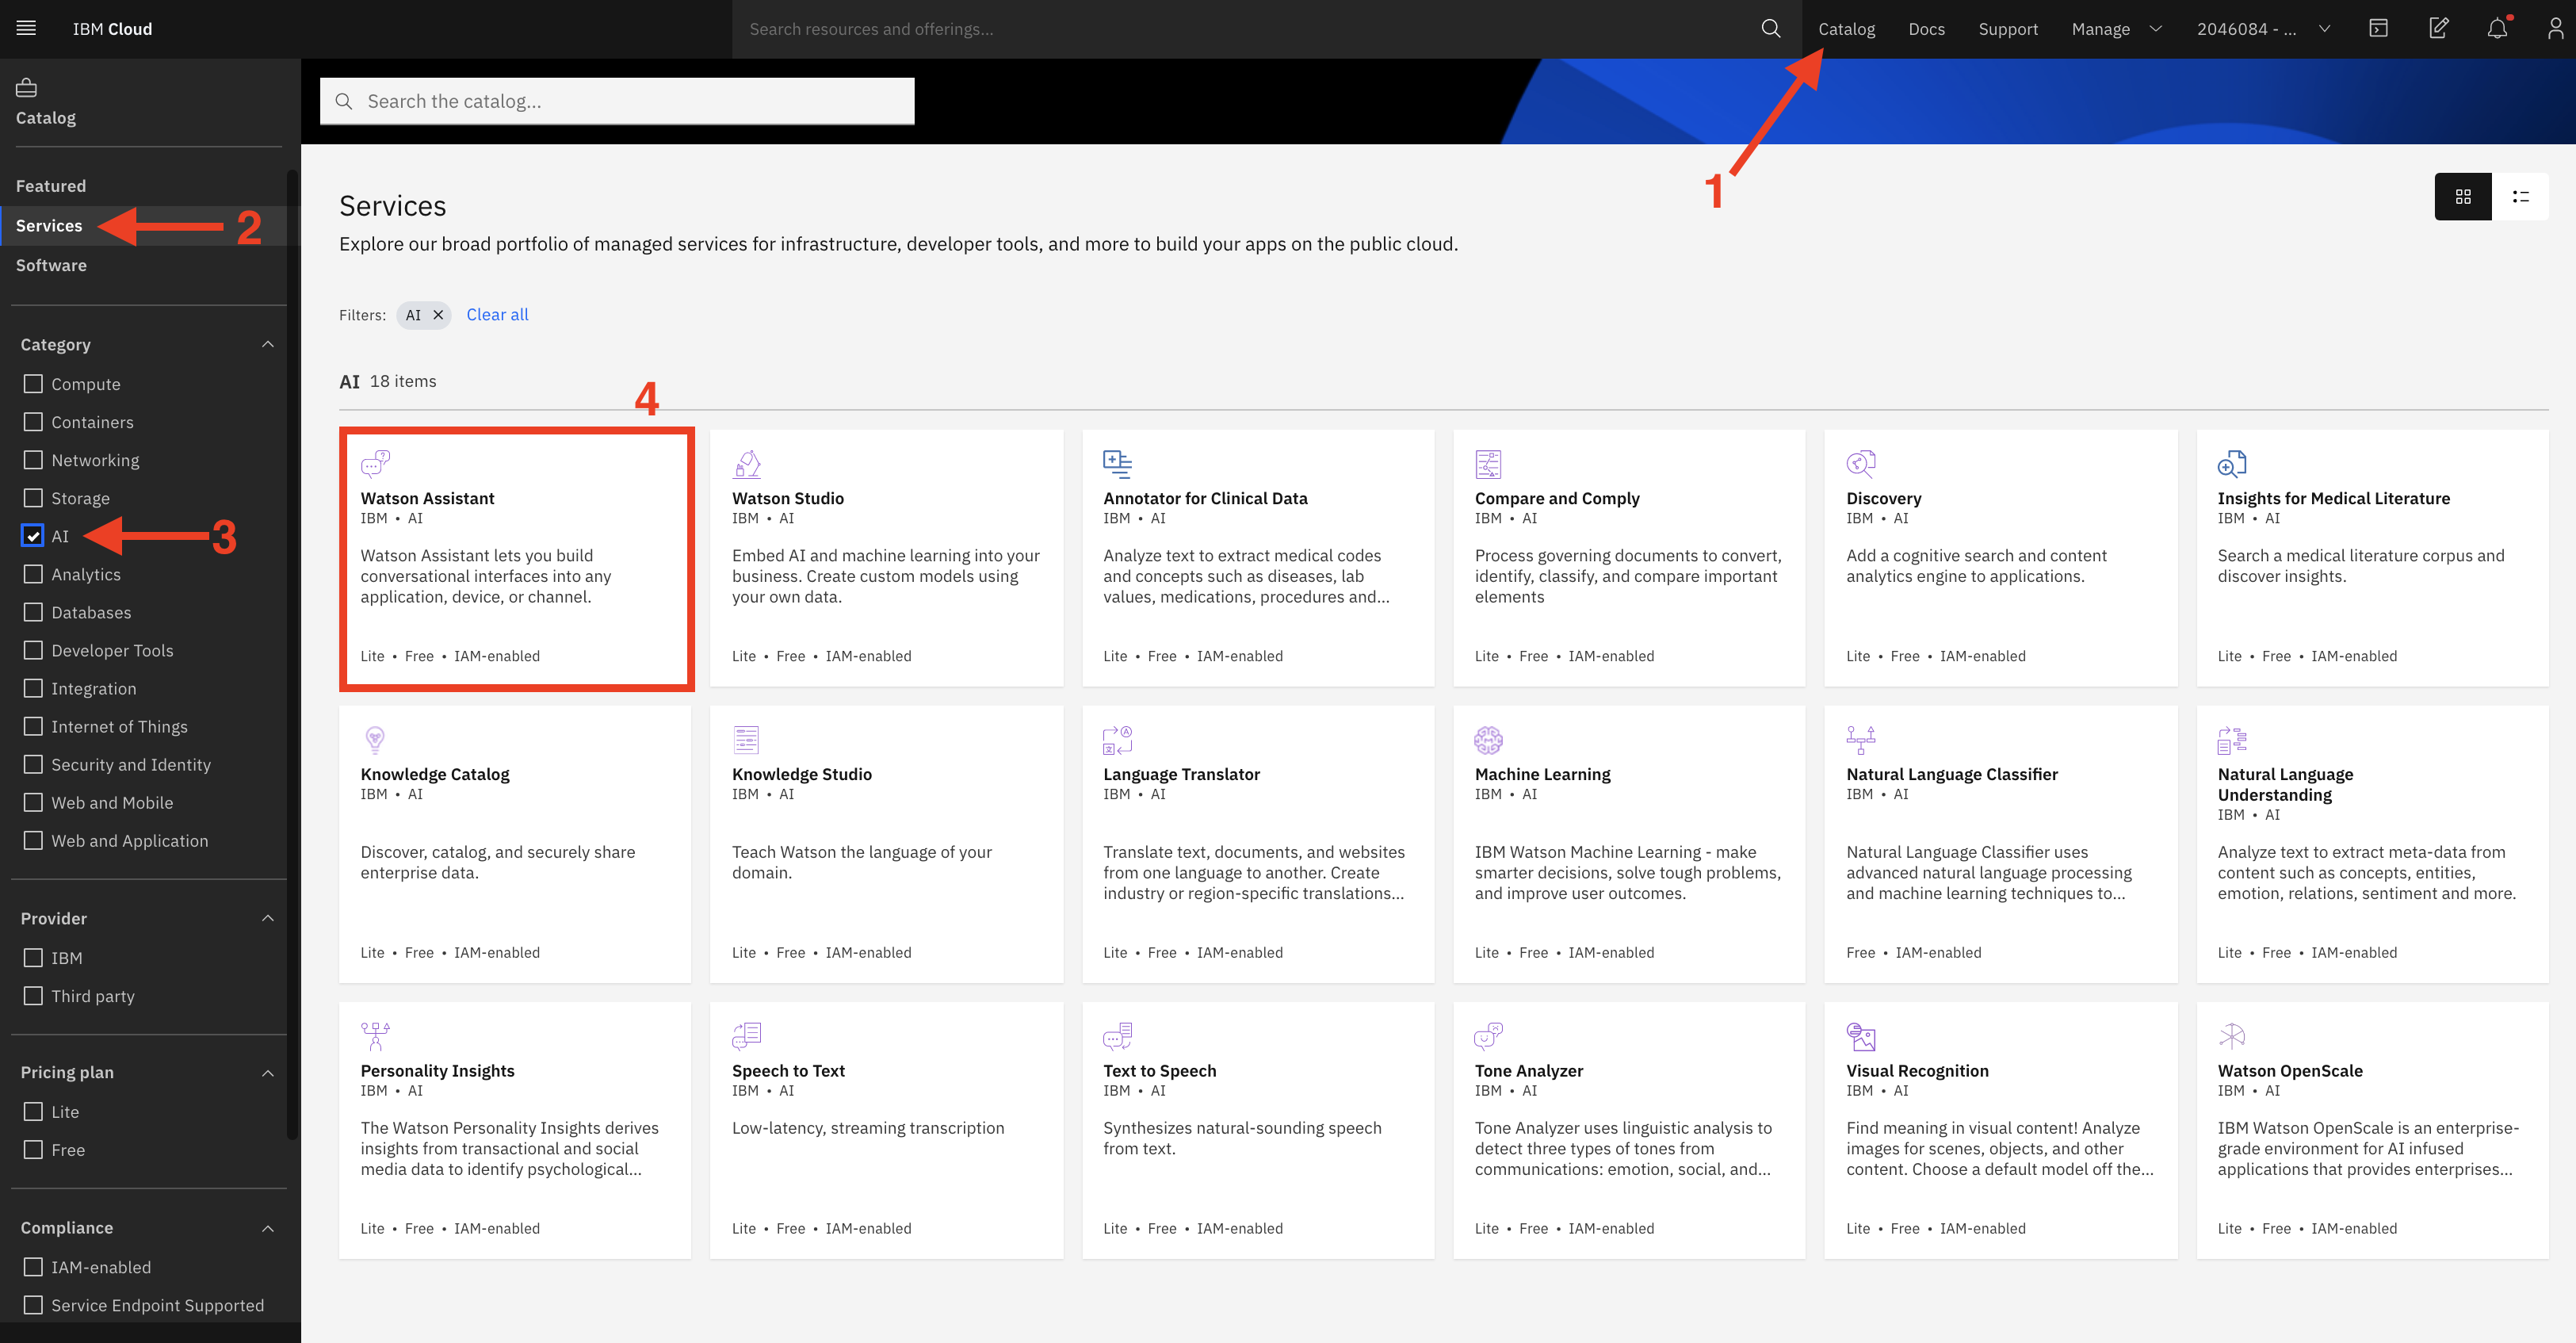 IBM Cloud
Search resources and offerings...
Catalog
Docs
Support
Manage
2046084 - ...
Catalog
Featured
Services
Software
Category
Compute
Containers
Networking
Storage
AI
Analytics
Databases
Developer Tools
Integration
Internet of Things
Security and Identity
Web and Mobile
Web and Application
Provider
IBM
Third party
Pricing plan
Lite
Free
Compliance
IAM-enabled
Service Endpoint Supported
2
3
Search the catalog...
1
Services
Explore our broad portfolio of managed services for infrastructure, developer tools, and more to build your apps on the public cloud.
Filters: AI Clear all
AI 18 items
4
Watson Assistant
IBM • AI
Watson Assistant lets you build
conversational interfaces into any
application, device, or channel.
Lite • Free • IAM-enabled
Watson Studio
IBM • AI
Embed AI and machine learning into your
business. Create custom models using
your own data.
Lite • Free • IAM-enabled
Annotator for Clinical Data
IBM • AI
Analyze text to extract medical codes
and concepts such as diseases, lab
values, medications, procedures and...
Lite • Free • IAM-enabled
Compare and Comply
IBM • AI
Process governing documents to convert,
identify, classify, and compare important
elements
Lite • Free • IAM-enabled
Discovery
IBM • AI
Add a cognitive search and content
analytics engine to applications.
Lite • Free • IAM-enabled
Insights for Medical Literature
IBM • AI
Search a medical literature corpus and
discover insights.
Lite • Free • IAM-enabled
Knowledge Catalog
IBM • AI
Discover, catalog, and securely share
enterprise data.
Lite • Free • IAM-enabled
Knowledge Studio
IBM • AI
Teach Watson the language of your
domain.
Lite • Free • IAM-enabled
Language Translator
IBM • AI
Translate text, documents, and websites
from one language to another. Create
industry or region-specific translations...
Lite • Free • IAM-enabled
Machine Learning
IBM • AI
IBM Watson Machine Learning - make
smarter decisions, solve tough problems,
and improve user outcomes.
Lite • Free • IAM-enabled
Natural Language Classifier
IBM • AI
Natural Language Classifier uses
advanced natural language processing
and machine learning techniques to...
Free • IAM-enabled
Natural Language
Understanding
IBM • AI
Analyze text to extract meta-data from
content such as concepts, entities,
emotion, relations, sentiment and more.
Lite • Free • IAM-enabled
Personality Insights
IBM • AI
The Watson Personality Insights derives
insights from transactional and social
media data to identify psychological...
Lite • Free • IAM-enabled
Speech to Text
IBM • AI
Low-latency, streaming transcription
Lite • Free • IAM-enabled
Text to Speech
IBM • AI
Synthesizes natural-sounding speech
from text.
Lite • Free • IAM-enabled
Tone Analyzer
IBM • AI
Tone Analyzer uses linguistic analysis to
detect three types of tones from
communications: emotion, social, and...
Lite • Free • IAM-enabled
Visual Recognition
IBM • AI
Find meaning in visual content! Analyze
images for scenes, objects, and other
content. Choose a default model off the...
Lite • Free • IAM-enabled
Watson OpenScale
IBM • AI
IBM Watson OpenScale is an enterprise-
grade environment for AI infused
applications that provides enterprises...
Lite • Free • IAM-enabled